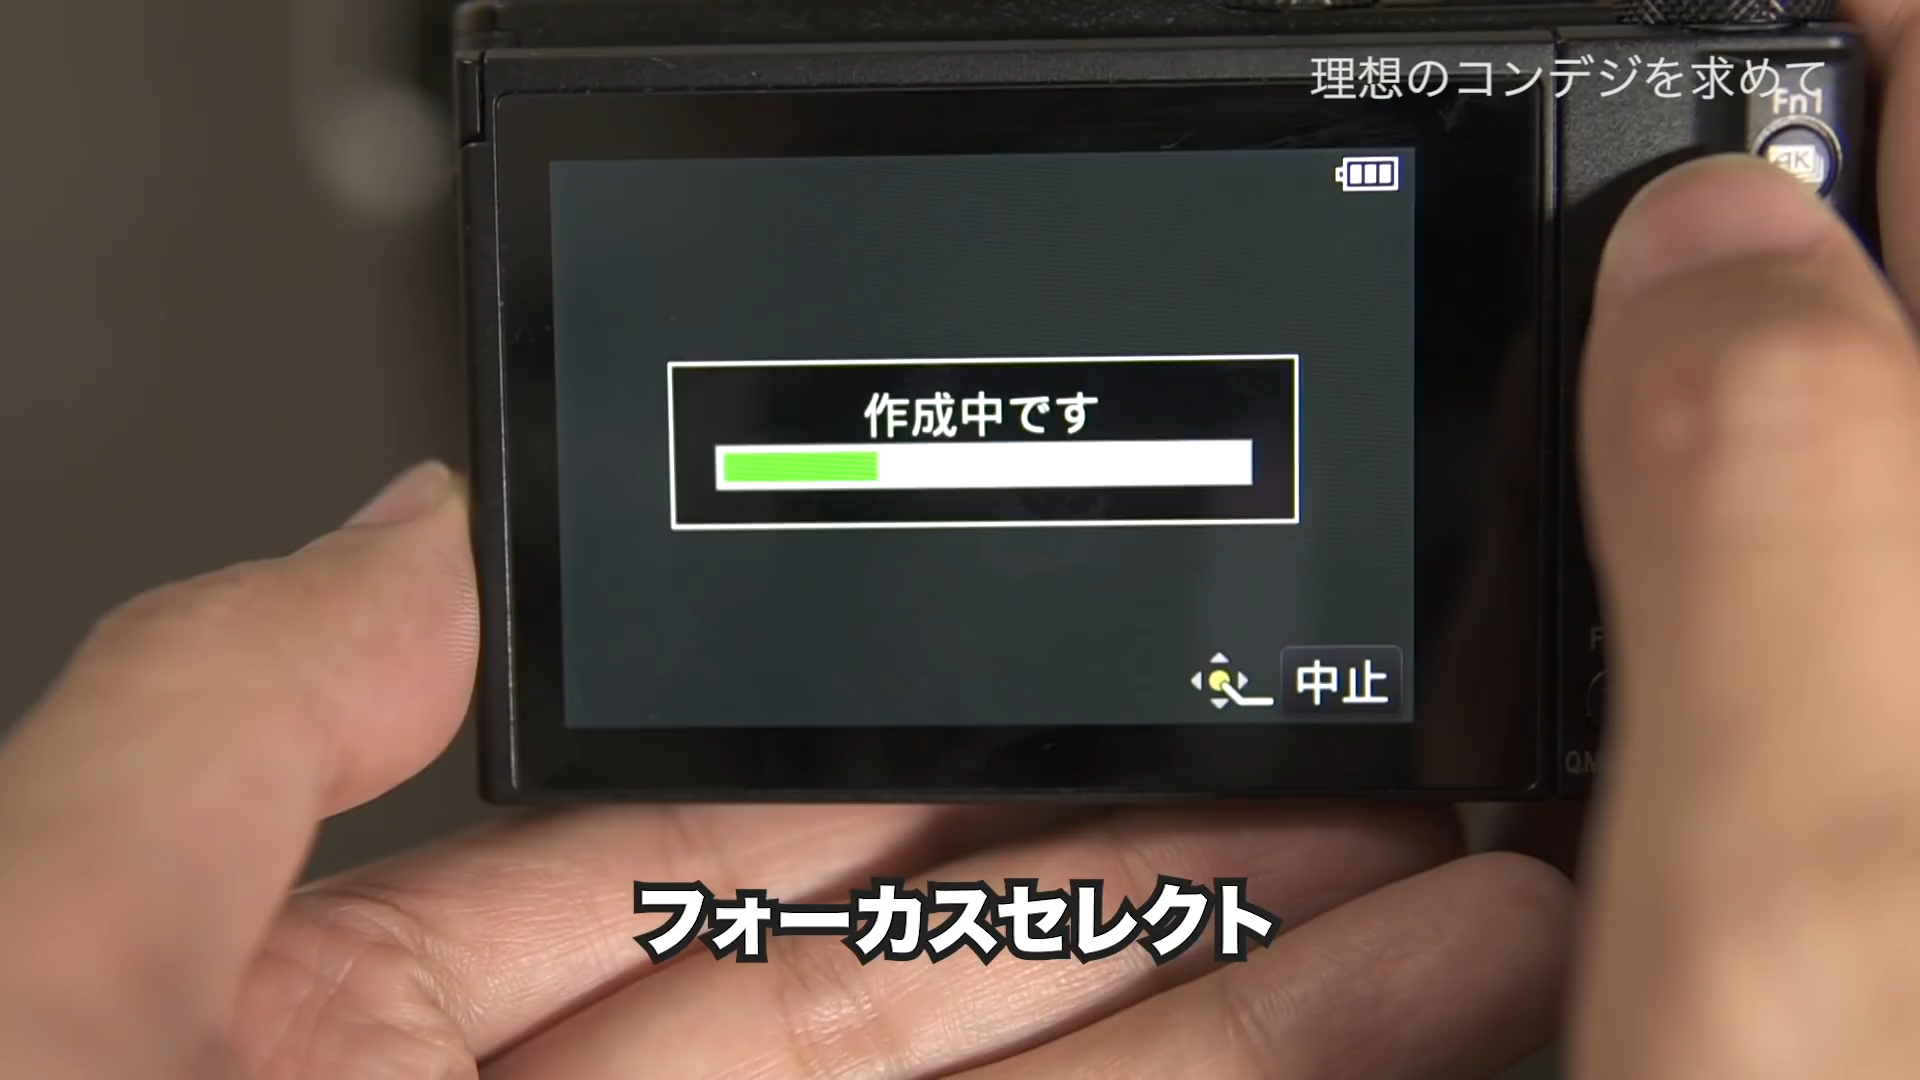 理想のコンデジを求めて
Fn1
4K
作成中です
中止
フォーカスセレクト